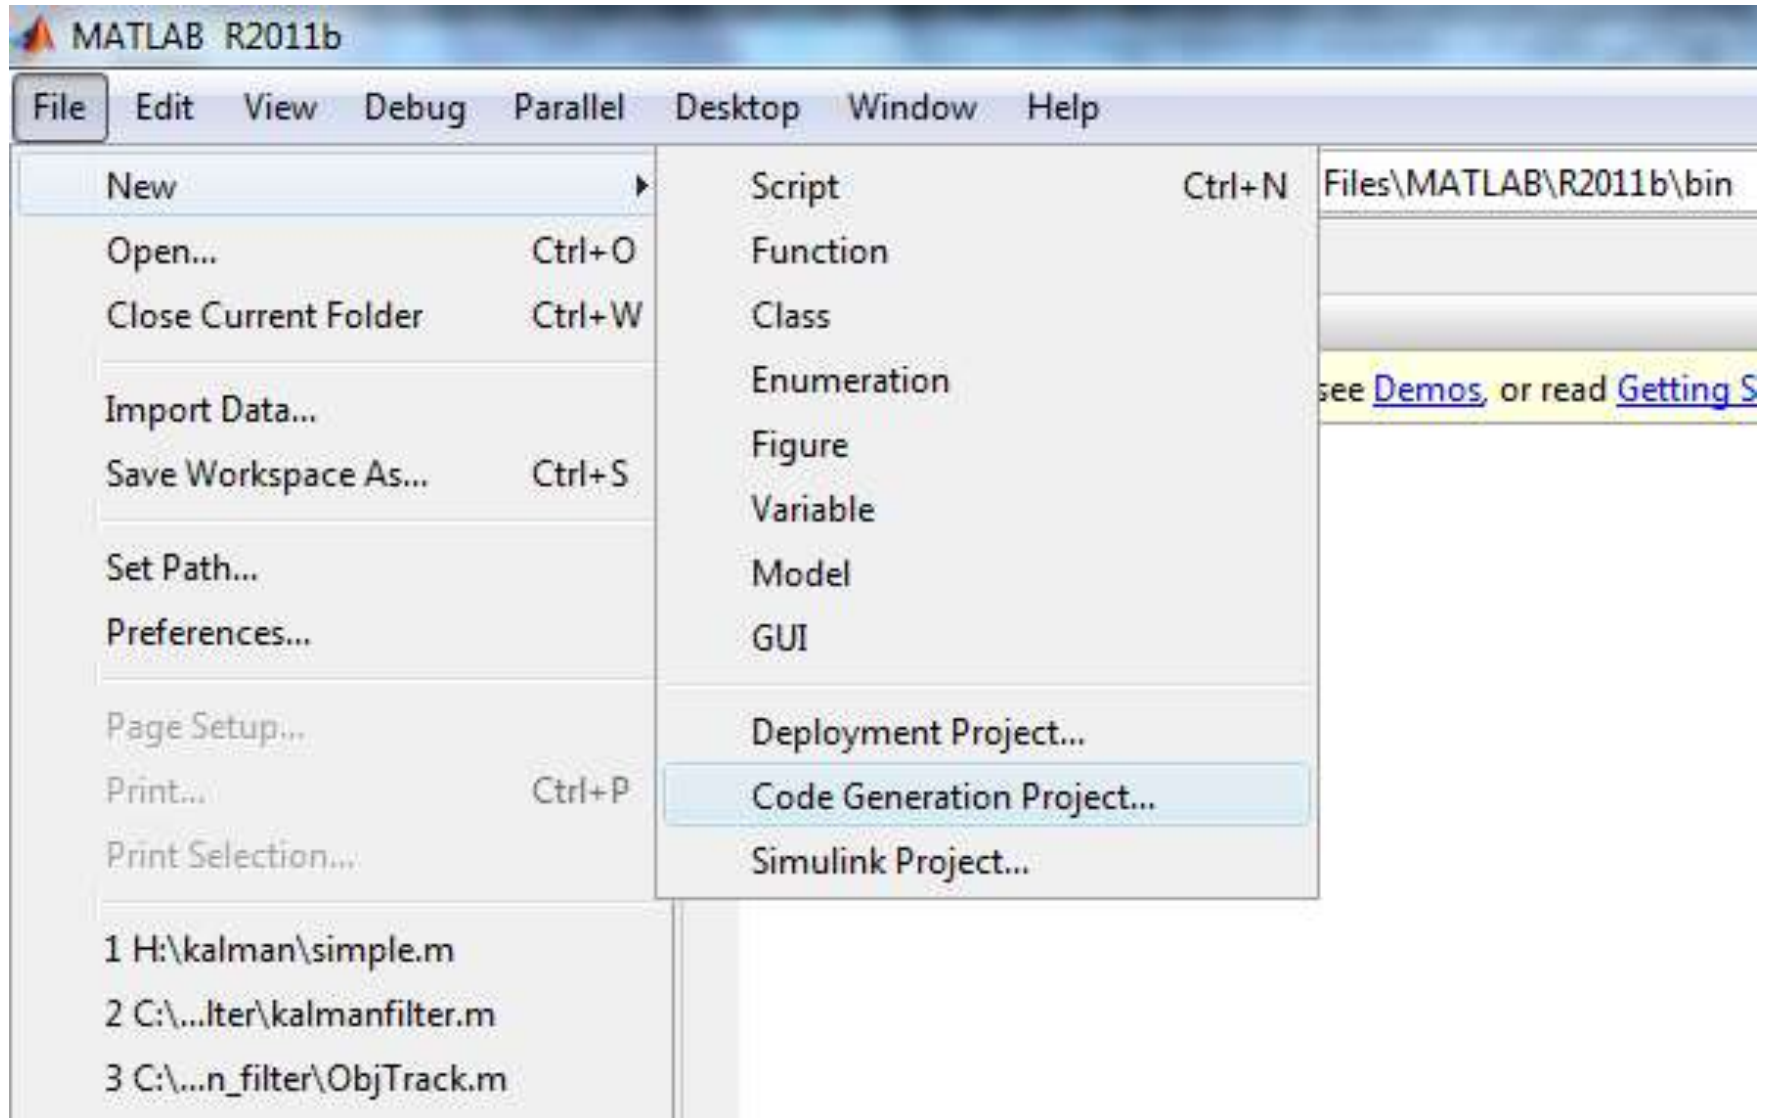 MATLAB R2011b
File Edit View Debug Parallel Desktop Window Help
New
Open... Ctrl+O
Close Current Folder Ctrl+W
Import Data...
Save Workspace As... Ctrl+S
Set Path...
Preferences...
Page Setup...
Print... Ctrl+P
Print Selection...
1 H:\kalman\simple.m
2 C:\...lter\kalmanfilter.m
3 C:\...n_filter\ObjTrack.m
Script Ctrl+N
Function
Class
Enumeration
Figure
Variable
Model
GUI
Deployment Project...
Code Generation Project...
Simulink Project...
Files\MATLAB\R2011b\bin
see Demos, or read Getting S